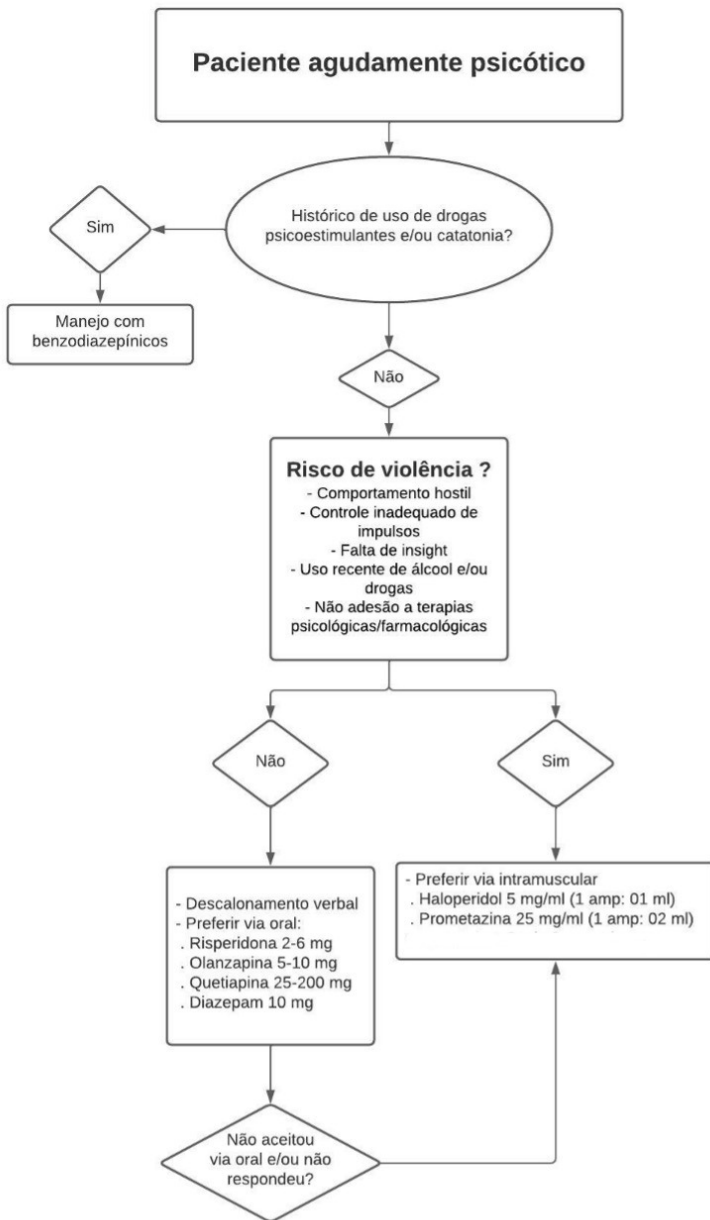 Paciente agudamente psicótico
Histórico de uso de drogas
psicoestimulantes e/ou catatonia?
Sim
Manejo com
benzodiazepínicos
Não
Risco de violência ?
- Comportamento hostil
- Controle inadequado de
impulsos
- Falta de insight
- Uso recente de álcool e/ou
drogas
- Não adesão a terapias
psicológicas/farmacológicas
Não
Sim
- Descalonamento verbal
- Preferir via oral:
. Risperidona 2-6 mg
. Olanzapina 5-10 mg
. Quetiapina 25-200 mg
. Diazepam 10 mg
- Preferir via intramuscular
. Haloperidol 5 mg/ml (1 amp: 01 ml)
. Prometazina 25 mg/ml (1 amp: 02 ml)
Não aceitou
via oral e/ou não
respondeu?